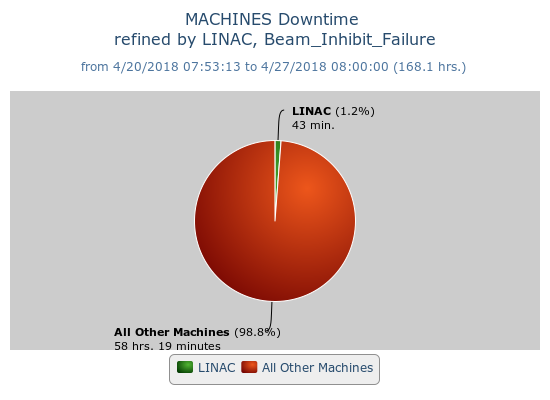 MACHINES Downtime
refined by LINAC, Beam_Inhibit_Failure
from 4/20/2018 07:53:13 to 4/27/2018 08:00:00 (168.1 hrs.)
LINAC (1.2%)
43 min.
All Other Machines (98.8%)
58 hrs. 19 minutes
LINAC All Other Machines